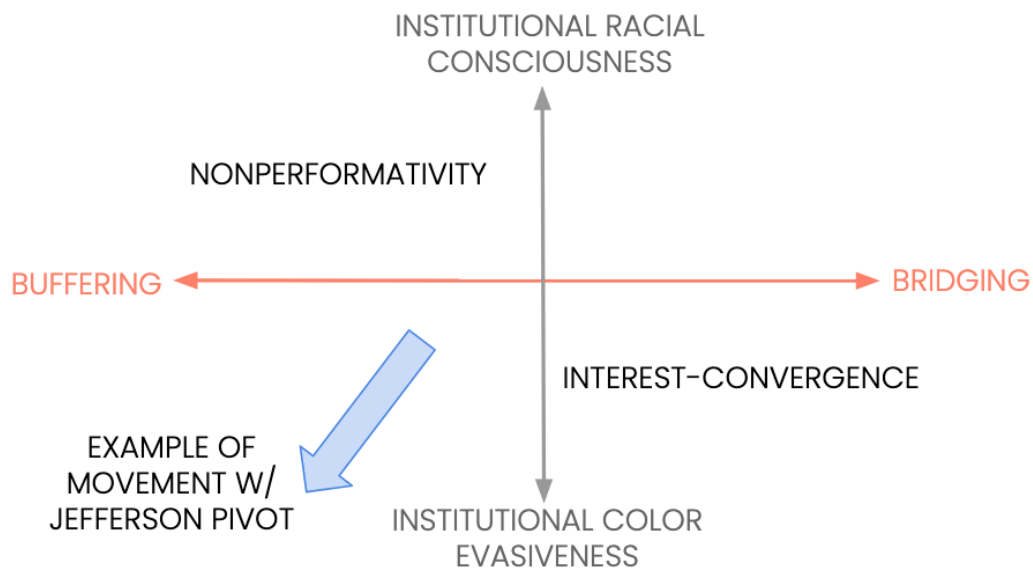 INSTITUTIONAL RACIAL
CONSCIOUSNESS
NONPERFORMATIVITY
BUFFERING
BRIDGING
INTEREST-CONVERGENCE
EXAMPLE OF
MOVEMENT W/
JEFFERSON PIVOT
INSTITUTIONAL COLOR
EVASIVENESS